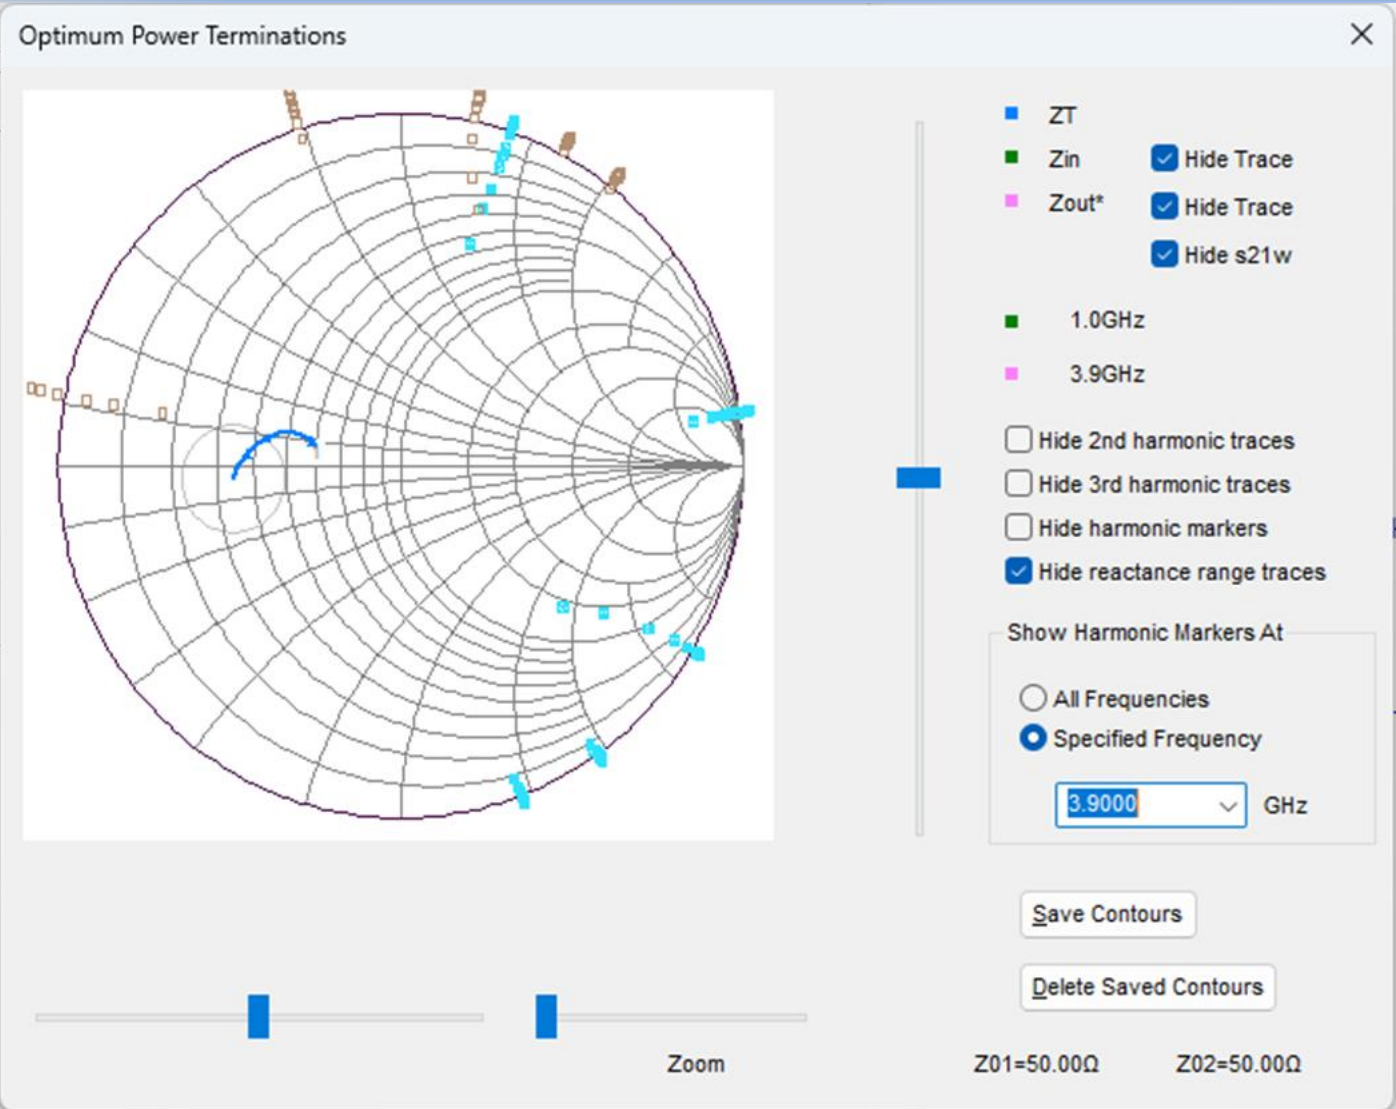 Optimum Power Terminations
ZT
Zin
Hide Trace
Zout*
Hide Trace
Hide s21w
1.0GHz
3.9GHz
Hide 2nd harmonic traces
Hide 3rd harmonic traces
Hide harmonic markers
Hide reactance range traces
Show Harmonic Markers At
All Frequencies
Specified Frequency
3.9000 GHz
Save Contours
Delete Saved Contours
Zoom
Z01=50.00Ω
Z02=50.00Ω